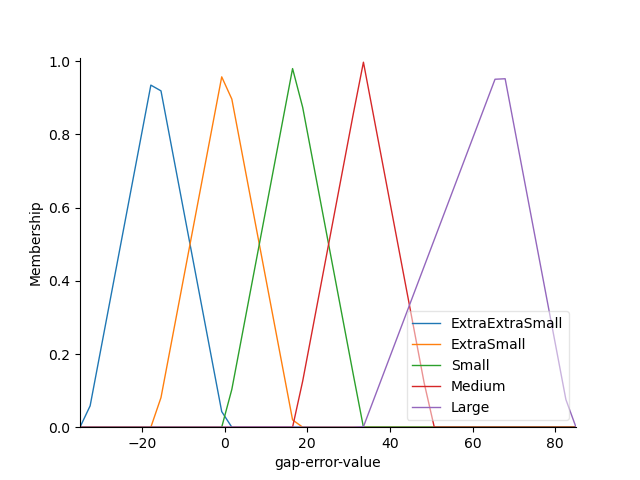 1.0
0.8
0.6
0.4
0.2
0.0
Membership
−20 0 20 40 60 80
gap-error-value
ExtraExtraSmall
ExtraSmall
Small
Medium
Large